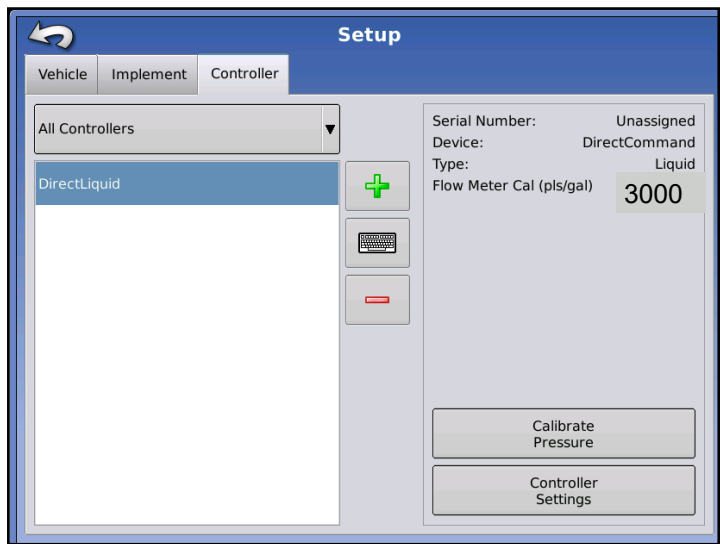 Setup
Vehicle
Implement
Controller
All Controllers
DirectLiquid
Serial Number: Unassigned
Device: DirectCommand
Type: Liquid
Flow Meter Cal (pls/gal) 3000
Calibrate
Pressure
Controller
Settings